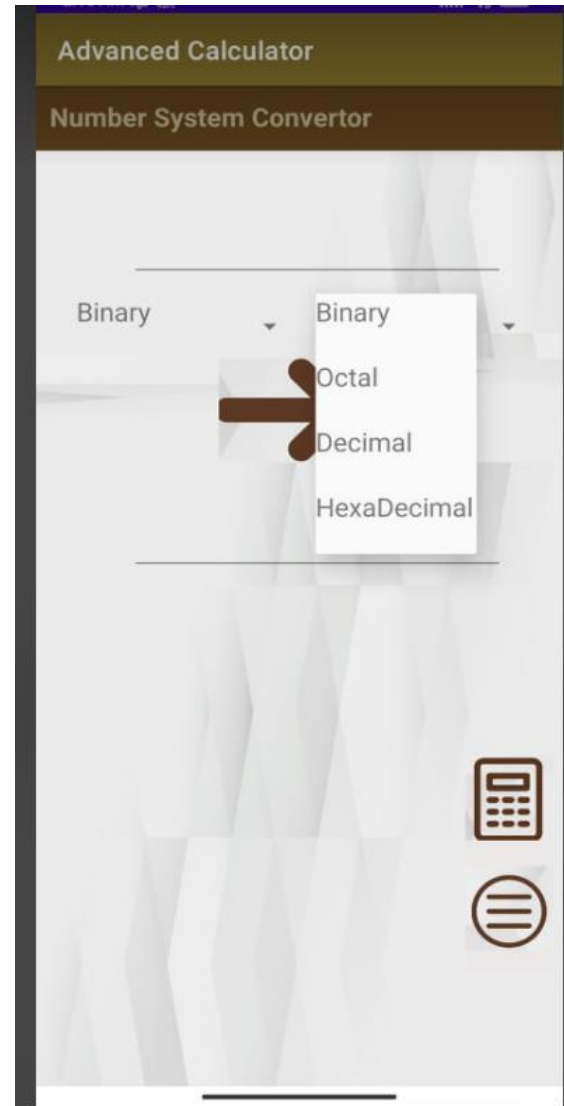 Advanced Calculator
Number System Convertor
Binary
Binary
Octal
Decimal
HexaDecimal